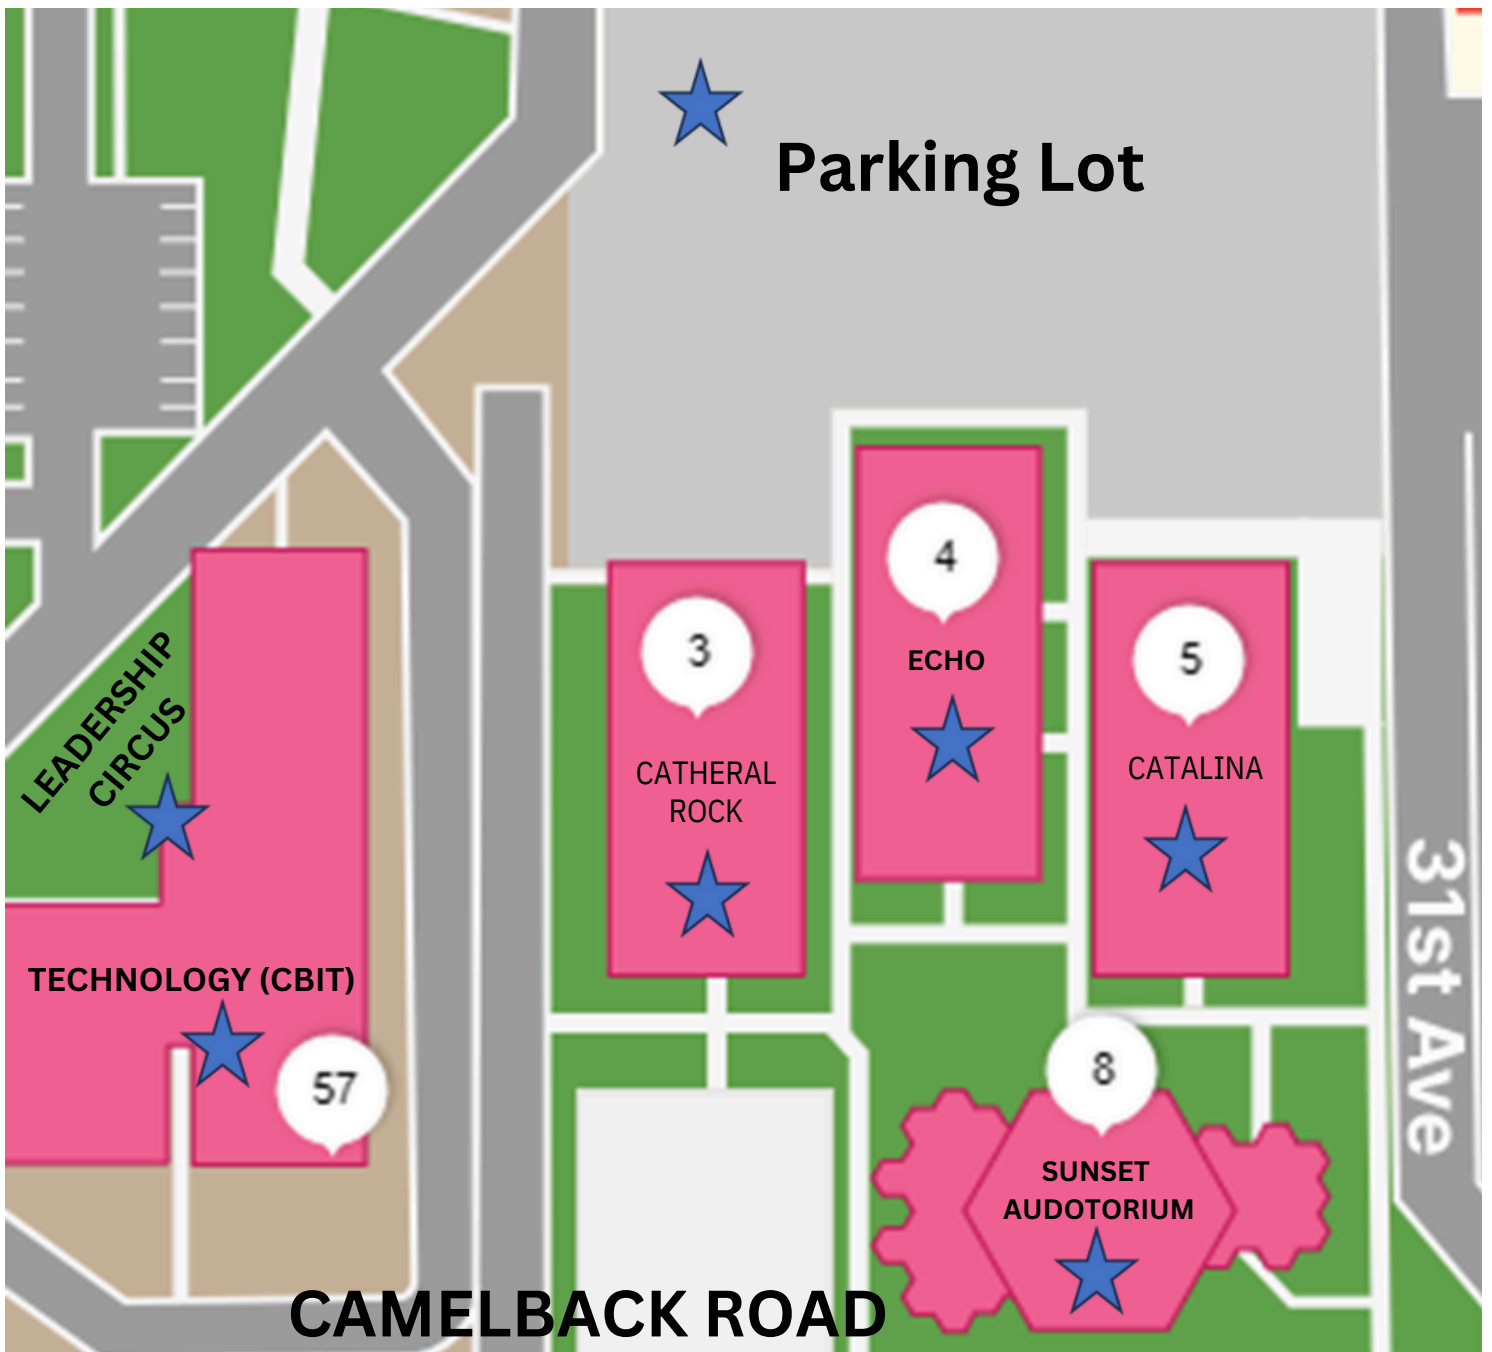 Parking Lot
4
ECHO
3
CATHERAL
ROCK
5
CATALINA
LEADERSHIP
CIRCUS
TECHNOLOGY (CBIT)
57
8
SUNSET
AUDOTORIUM
31st Ave
CAMELBACK ROAD